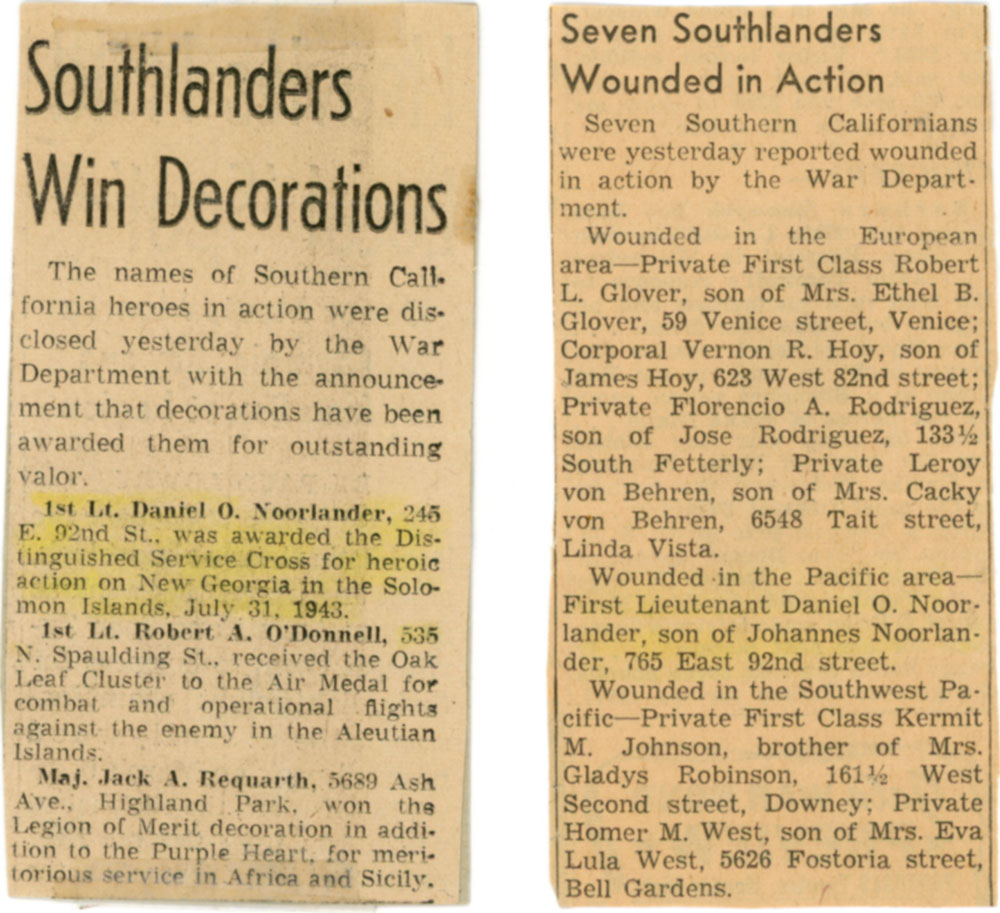 Southlanders
Win Decorations
The names of Southern Cali-
fornia heroes in action were dis-
closed yesterday by the War
Department with the announce-
ment that decorations have been
awarded them for outstanding
valor.
1st Lt. Daniel O. Noorlander, 245
E. 92nd St., was awarded the Dis-
tinguished Service Cross for heroic
action on New Georgia in the Solo-
mon Islands, July 31, 1943.
1st Lt. Robert A. O'Donnell, 535
N. Spaulding St., received the Oak
Leaf Cluster to the Air Medal for
combat and operational flights
against the enemy in the Aleutian
Islands.
Maj. Jack A. Requarth, 5689 Ash
Ave., Highland Park, won the
Legion of Merit decoration in addi-
tion to the Purple Heart, for meri-
torious service in Africa and Sicily.
Seven Southlanders
Wounded in Action
Seven Southern Californians
were yesterday reported wounded
in action by the War Depart-
ment.
Wounded in the European
area—Private First Class Robert
L. Glover, son of Mrs. Ethel B.
Glover, 59 Venice street, Venice;
Corporal Vernon R. Hoy, son of
James Hoy, 623 West 82nd street;
Private Florencio A. Rodriguez,
son of Jose Rodriguez, 133½
South Fetterly; Private Leroy
von Behren, son of Mrs. Cacky
von Behren, 6548 Tait street,
Linda Vista.
Wounded in the Pacific area—
First Lieutenant Daniel O. Noor-
lander, son of Johannes Noorlan-
der, 765 East 92nd street.
Wounded in the Southwest Pa-
cific—Private First Class Kermit
M. Johnson, brother of Mrs.
Gladys Robinson, 161½ West
Second street, Downey; Private
Homer M. West, son of Mrs. Eva
Lula West, 5626 Fostoria street,
Bell Gardens.